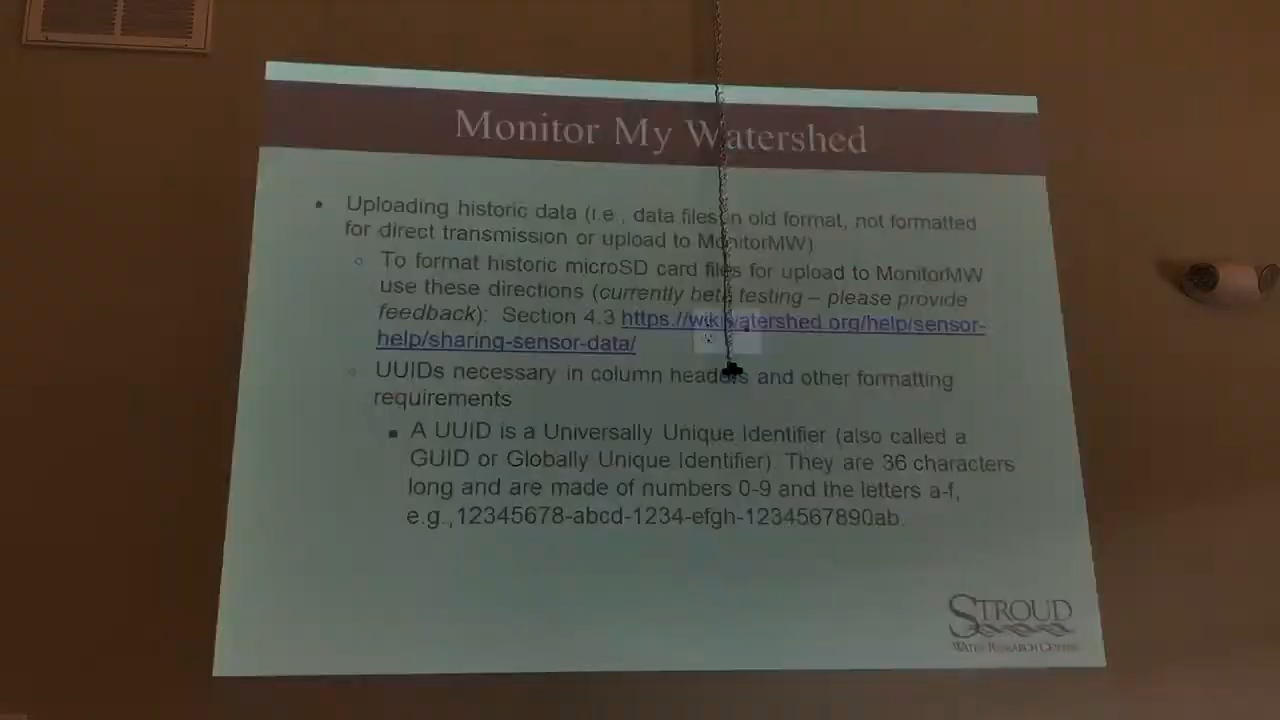 Monitor My Watershed
• Uploading historic data (i.e., data files in old format, not formatted
for direct transmission or upload to MonitorMW)
○ To format historic microSD card files for upload to MonitorMW
use these directions (currently beta testing – please provide
feedback): Section 4.3 https://wikiwatershed.org/help/sensor-
help/sharing-sensor-data/
○ UUIDs necessary in column headers and other formatting
requirements
▪ A UUID is a Universally Unique Identifier (also called a
GUID or Globally Unique Identifier). They are 36 characters
long and are made of numbers 0-9 and the letters a-f,
e.g.,12345678-abcd-1234-efgh-1234567890ab.
STROUD
WATER RESEARCH CENTER